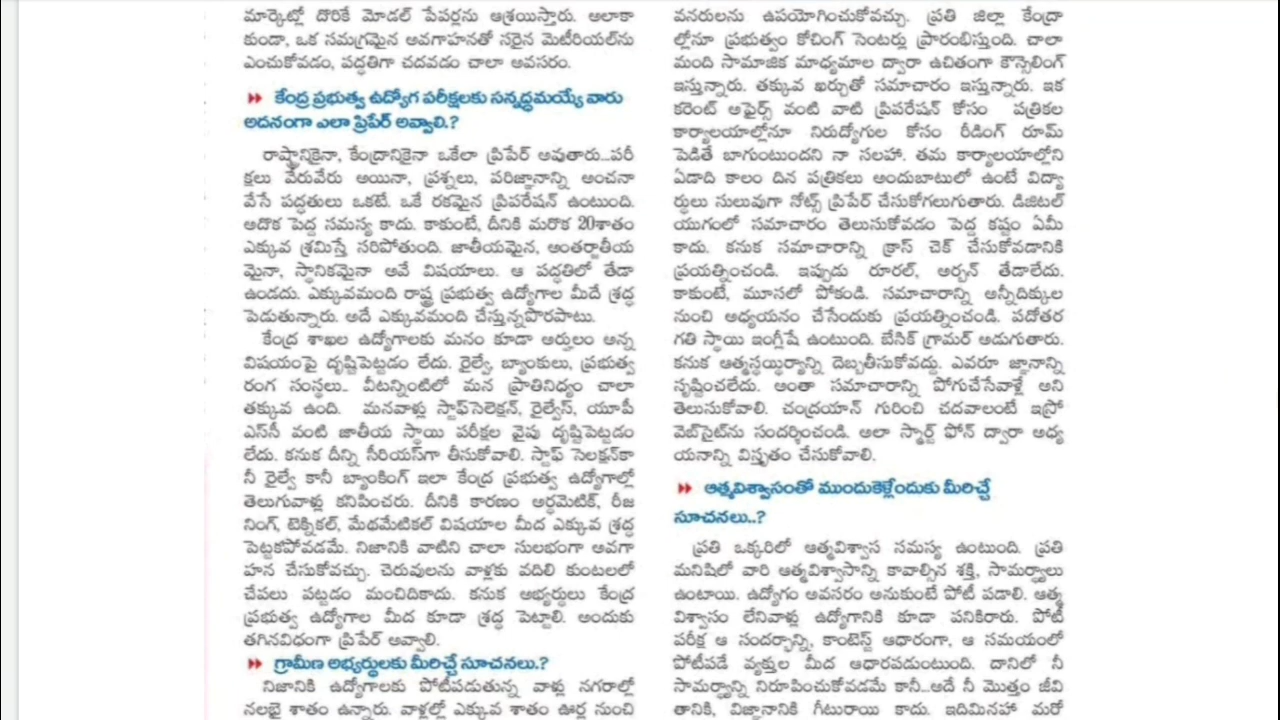 మార్కెట్లో దొరికే మోడల్ పేపర్లను ఆశ్రయిస్తారు. అలాకా
కుండా, ఒక సమగ్రమైన అవగాహనతో సరైన మెటీరియల్‌ను
ఎంచుకోవడం, పద్ధతిగా చదవడం చాలా అవసరం.
కేంద్ర ప్రభుత్వ ఉద్యోగ పరీక్షలకు సన్నద్ధమయ్యే వారు
అదనంగా ఎలా ప్రిపేర్ అవ్వాలి.?
రాష్ట్రానికైనా, కేంద్రానికైనా ఒకేలా ప్రిపేర్ అవుతారు...పరీ
క్షలు వేరువేరు అయినా, ప్రశ్నలు, పరిజ్ఞానాన్ని అంచనా
వేసే పద్ధతులు ఒకటే. ఒకే రకమైన ప్రిపరేషన్ ఉంటుంది.
అదొక పెద్ద సమస్య కాదు. కాకుంటే, దీనికి మరొక 20శాతం
ఎక్కువ శ్రమిస్తే సరిపోతుంది. జాతీయమైన, అంతర్జాతీయ
మైనా, స్థానికమైనా అవే విషయాలు. ఆ పద్ధతిలో తేడా
ఉండదు. ఎక్కువమంది రాష్ట్ర ప్రభుత్వ ఉద్యోగాల మీదే శ్రద్ధ
పెడుతున్నారు. అదే ఎక్కువమంది చేస్తున్నపొరపాటు.
కేంద్ర శాఖల ఉద్యోగాలకు మనం కూడా అర్హులం అన్న
విషయంపై దృష్టిపెట్టడం లేదు. రైల్వే, బ్యాంకులు, ప్రభుత్వ
రంగ సంస్థలు.. వీటన్నింటిలో మన ప్రాతినిధ్యం చాలా
తక్కువ ఉంది. మనవాళ్లు స్టాఫ్‌సెలెక్షన్, రైల్వేస్, యూపీ
ఎస్‌సీ వంటి జాతీయ స్థాయి పరీక్షల వైపు దృష్టిపెట్టడం
లేదు. కనుక దీన్ని సీరియస్‌గా తీసుకోవాలి. స్టాఫ్ సెలక్షన్‌కా
నీ రైల్వే కానీ బ్యాంకింగ్ ఇలా కేంద్ర ప్రభుత్వ ఉద్యోగాల్లో
తెలుగువాళ్లు కనిపించరు. దీనికి కారణం అర్థమెటిక్, రీజ
నింగ్, టెక్నికల్, మేథమేటికల్ విషయాల మీద ఎక్కువ శ్రద్ధ
పెట్టకపోవడమే. నిజానికి వాటిని చాలా సులభంగా అవగా
హన చేసుకోవచ్చు. చెరువులను వాళ్లకు వదిలి కుంటలలో
చేపలు పట్టడం మంచిదికాదు. కనుక అభ్యర్థులు కేంద్ర
ప్రభుత్వ ఉద్యోగాల మీద కూడా శ్రద్ధ పెట్టాలి. అందుకు
తగినవిధంగా ప్రిపేర్ అవ్వాలి.
గ్రామీణ అభ్యర్థులకు మీరిచ్చే సూచనలు.?
నిజానికి ఉద్యోగాలకు పోటీపడుతున్న వాళ్లు నగరాల్లో
నలభై శాతం ఉన్నారు. వాళ్లల్లో ఎక్కువ శాతం ఊర్ల నుంచి
వనరులను ఉపయోగించుకోవచ్చు. ప్రతి జిల్లా కేంద్రా
ల్లోనూ ప్రభుత్వం కోచింగ్ సెంటర్లు ప్రారంభిస్తుంది. చాలా
మంది సామాజిక మాధ్యమాల ద్వారా ఉచితంగా కౌన్సెలింగ్
ఇస్తున్నారు. తక్కువ ఖర్చుతో సమాచారం ఇస్తున్నారు. ఇక
కరెంట్ అఫైర్స్ వంటి వాటి ప్రిపరేషన్ కోసం పత్రికల
కార్యాలయాల్లోనూ నిరుద్యోగుల కోసం రీడింగ్ రూమ్
పెడితే బాగుంటుందని నా సలహా. తమ కార్యాలయాల్లోని
ఏడాది కాలం దిన పత్రికలు అందుబాటులో ఉంటే విద్యా
ర్థులు సులువుగా నోట్స్ ప్రిపేర్ చేసుకోగలుగుతారు. డిజిటల్
యుగంలో సమాచారం తెలుసుకోవడం పెద్ద కష్టం ఏమీ
కాదు. కనుక సమాచారాన్ని క్రాస్ చెక్ చేసుకోవడానికి
ప్రయత్నించండి. ఇప్పుడు రూరల్, అర్బన్ తేడాలేదు.
కాకుంటే, మూసలో పోకండి. సమాచారాన్ని అన్నీదిక్కుల
నుంచి అధ్యయనం చేసేందుకు ప్రయత్నించండి. పదోతర
గతి స్థాయి ఇంగ్లీషే ఉంటుంది. బేసిక్ గ్రామర్ అడుగుతారు.
కనుక ఆత్మస్థయిర్యాన్ని దెబ్బతీసుకోవద్దు. ఎవరూ జ్ఞానాన్ని
సృష్టించలేదు. అంతా సమాచారాన్ని పోగుచేసేవాళ్లే అని
తెలుసుకోవాలి. చంద్రయాన్ గురించి చదవాలంటే ఇస్రో
వెబ్‌సైట్‌ను సందర్శించండి. అలా స్మార్ట్ ఫోన్ ద్వారా అధ్య
యనాన్ని విస్తృతం చేసుకోవాలి.
ఆత్మవిశ్వాసంతో ముందుకెళ్లేందుకు మీరిచ్చే
సూచనలు..?
ప్రతి ఒక్కరిలో ఆత్మవిశ్వాస సమస్య ఉంటుంది. ప్రతి
మనిషిలో వారి ఆత్మవిశ్వాసాన్ని కావాల్సిన శక్తి, సామర్థ్యాలు
ఉంటాయి. ఉద్యోగం అవసరం అనుకుంటే పోటీ పడాలి. ఆత్మ
విశ్వాసం లేనివాళ్లు ఉద్యోగానికి కూడా పనికిరారు. పోటీ
పరీక్ష ఆ సందర్భాన్ని, కాంటెస్ట్ ఆధారంగా, ఆ సమయంలో
పోటీపడే వ్యక్తుల మీద ఆధారపడుంటుంది. దానిలో నీ
సామర్థ్యాన్ని నిరూపించుకోవడమే కానీ...అదే నీ మొత్తం జీవి
తానికి, విజ్ఞానానికి గీటురాయి కాదు. ఇదిమినహా మరో